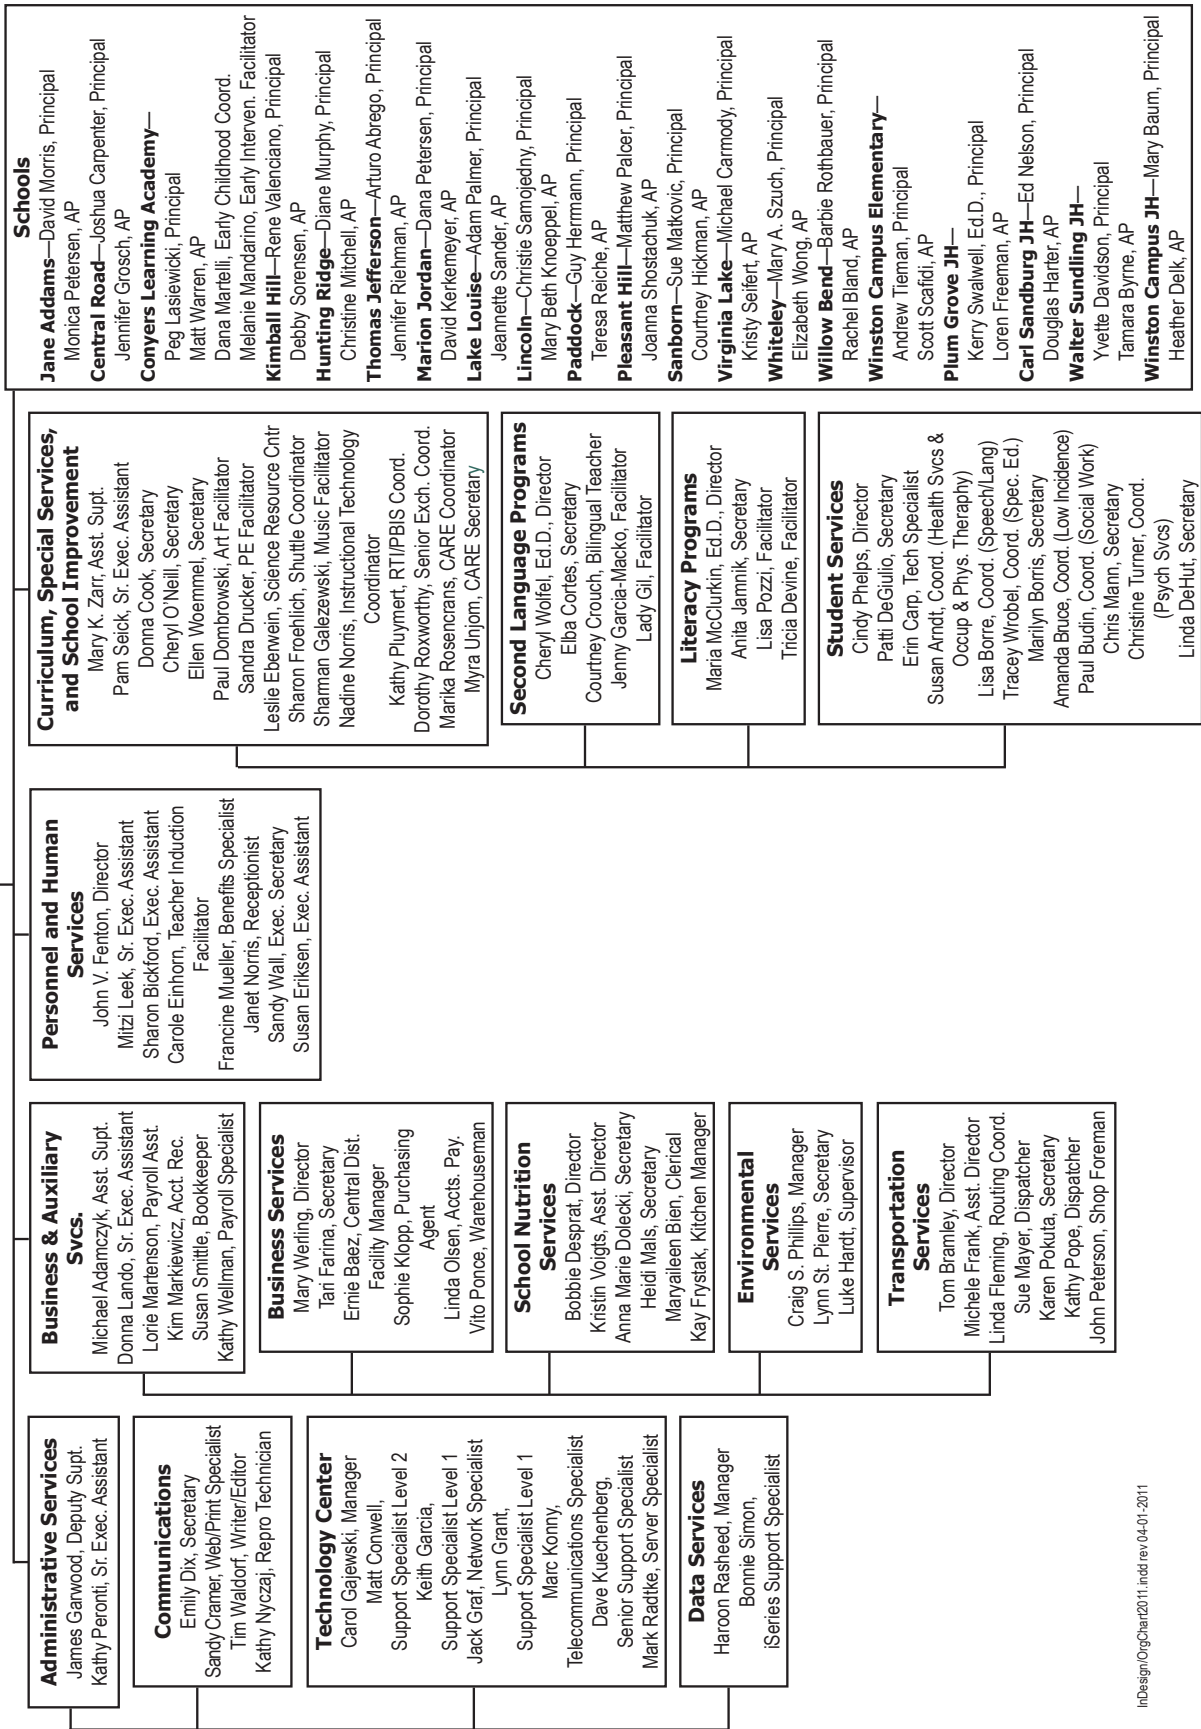 Administrative Services
James Garwood, Deputy Supt.
Kathy Peronti, Sr. Exec. Assistant
Communications
Emily Dix, Secretary
Sandy Cramer, Web/Print Specialist
Tim Waldorf, Writer/Editor
Kathy Nyczaj, Repro Technician
Technology Center
Carol Gajewski, Manager
Matt Conwell,
Support Specialist Level 2
Keith Garcia,
Support Specialist Level 1
Jack Graf, Network Specialist
Lynn Grant,
Support Specialist Level 1
Marc Konny,
Telecommunications Specialist
Dave Kuechenberg,
Senior Support Specialist
Mark Radtke, Server Specialist
Data Services
Haroon Rasheed, Manager
Bonnie Simon,
iSeries Support Specialist
Business & Auxiliary
Svcs.
Michael Adamczyk, Asst. Supt.
Donna Lando, Sr. Exec. Assistant
Lorie Martenson, Payroll Asst.
Kim Markiewicz, Acct. Rec.
Susan Smittle, Bookkeeper
Kathy Wellman, Payroll Specialist
Business Services
Mary Werling, Director
Tari Farina, Secretary
Ernie Baez, Central Dist.
Facility Manager
Sophie Klopp, Purchasing
Agent
Linda Olsen, Accts. Pay.
Vito Ponce, Warehouseman
School Nutrition
Services
Bobbie Desprat, Director
Kristin Voigts, Asst. Director
Anna Marie Dolecki, Secretary
Heidi Mals, Secretary
Maryaileen Bien, Clerical
Kay Frystak, Kitchen Manager
Environmental
Services
Craig S. Phillips, Manager
Lynn St. Pierre, Secretary
Luke Hardt, Supervisor
Transportation
Services
Tom Bramley, Director
Michele Frank, Asst. Director
Linda Fleming, Routing Coord.
Sue Mayer, Dispatcher
Karen Pokuta, Secretary
Kathy Pope, Dispatcher
John Peterson, Shop Foreman
Personnel and Human
Services
John V. Fenton, Director
Mitzi Leek, Sr. Exec. Assistant
Sharon Bickford, Exec. Assistant
Carole Einhorn, Teacher Induction
Facilitator
Francine Mueller, Benefits Specialist
Janet Norris, Receptionist
Sandy Wall, Exec. Secretary
Susan Eriksen, Exec. Assistant
Curriculum, Special Services,
and School Improvement
Mary K. Zarr, Asst. Supt.
Pam Seick, Sr. Exec. Assistant
Donna Cook, Secretary
Cheryl O'Neill, Secretary
Ellen Woemmel, Secretary
Paul Dombrowski, Art Facilitator
Sandra Drucker, PE Facilitator
Leslie Eberwein, Science Resource Cntr
Sharon Froehlich, Shuttle Coordinator
Sharman Galezewski, Music Facilitator
Nadine Norris, Instructional Technology
Coordinator
Kathy Pluymert, RTI/PBIS Coord.
Dorothy Roxworthy, Senior Exch. Coord.
Marika Rosencrans, CARE Coordinator
Myra Unjom, CARE Secretary
Second Language Programs
Cheryl Wolfel, Ed.D., Director
Elba Cortes, Secretary
Courtney Crouch, Bilingual Teacher
Jenny Garcia-Macko, Facilitator
Lady Gil, Facilitator
Literacy Programs
Maria McClurkin, Ed.D., Director
Anita Jamnik, Secretary
Lisa Pozzi, Facilitator
Tricia Devine, Facilitator
Student Services
Cindy Phelps, Director
Patti DeGiulio, Secretary
Erin Carp, Tech Specialist
Susan Arndt, Coord. (Health Svcs &
Occup & Phys. Theraphy)
Lisa Borre, Coord. (Speech/Lang)
Tracey Wrobel, Coord. (Spec. Ed.)
Marilyn Borris, Secretary
Amanda Bruce, Coord. (Low Incidence)
Paul Budin, Coord. (Social Work)
Chris Mann, Secretary
Christine Turner, Coord.
(Psych Svcs)
Linda DeHut, Secretary
Schools
Jane Addams—David Morris, Principal
Monica Petersen, AP
Central Road—Joshua Carpenter, Principal
Jennifer Grosch, AP
Conyers Learning Academy—
Peg Lasiewicki, Principal
Matt Warren, AP
Dana Martelli, Early Childhood Coord.
Melanie Mandarino, Early Interven. Facilitator
Kimball Hill—Rene Valenciano, Principal
Debby Sorensen, AP
Hunting Ridge—Diane Murphy, Principal
Christine Mitchell, AP
Thomas Jefferson—Arturo Abrego, Principal
Jennifer Riehman, AP
Marion Jordan—Dana Petersen, Principal
David Kerkemeyer, AP
Lake Louise—Adam Palmer, Principal
Jeannette Sander, AP
Lincoln—Christie Samojedny, Principal
Mary Beth Knoeppel, AP
Paddock—Guy Herrmann, Principal
Teresa Reiche, AP
Pleasant Hill—Matthew Palcer, Principal
Joanna Shostachuk, AP
Sanborn—Sue Matkovic, Principal
Courtney Hickman, AP
Virginia Lake—Michael Carmody, Principal
Kristy Seifert, AP
Whiteley—Mary A. Szuch, Principal
Elizabeth Wong, AP
Willow Bend—Barbie Rothbauer, Principal
Rachel Bland, AP
Winston Campus Elementary—
Andrew Tieman, Principal
Scott Scafidi, AP
Plum Grove JH—
Kerry Swalwell, Ed.D., Principal
Loren Freeman, AP
Carl Sandburg JH—Ed Nelson, Principal
Douglas Harter, AP
Walter Sundling JH—
Yvette Davidson, Principal
Tamara Byrne, AP
Winston Campus JH—Mary Baum, Principal
Heather Delk, AP
InDesign/OrgChart2011.indd rev 04-01-2011